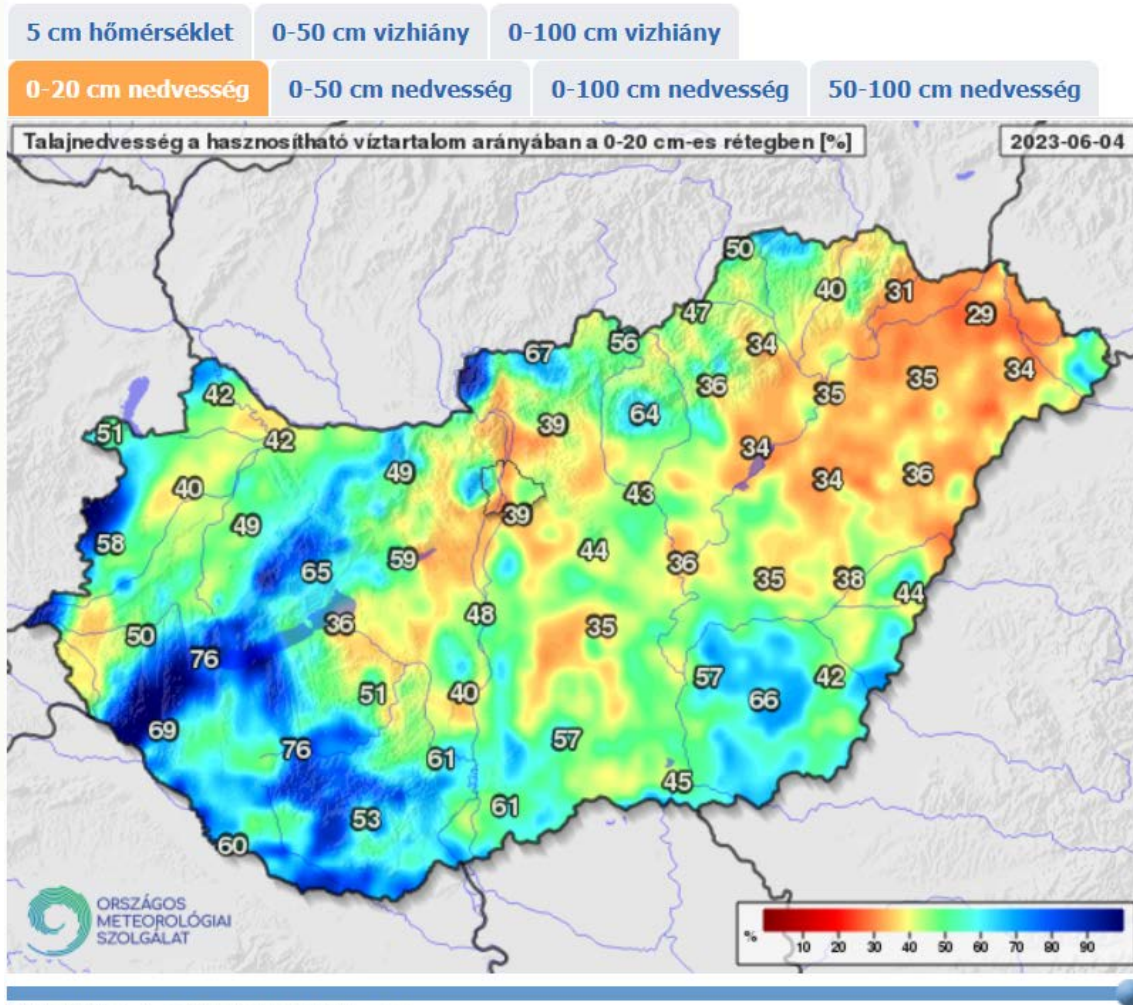 5 cm hőmérséklet 0-50 cm vizhiány 0-100 cm vizhiány
0-20 cm nedvesség 0-50 cm nedvesség 0-100 cm nedvesség 50-100 cm nedvesség
Talajnedvesség a hasznosítható víztartalom arányában a 0-20 cm-es rétegben [%] 2023-06-04
50
40 31
47 29
67 56 34
36 35 34
42 64 35
51 42 39
49 34
40 34 36
49 39 43
58 59 44 36
65 35 38 44
50 36 48 35
76 51 40 57 66 42
69 76 61 57
45
53 61
60
ORSZÁGOS
METEOROLÓGIAI
SZOLGÁLAT
% 10 20 30 40 50 60 70 80 90